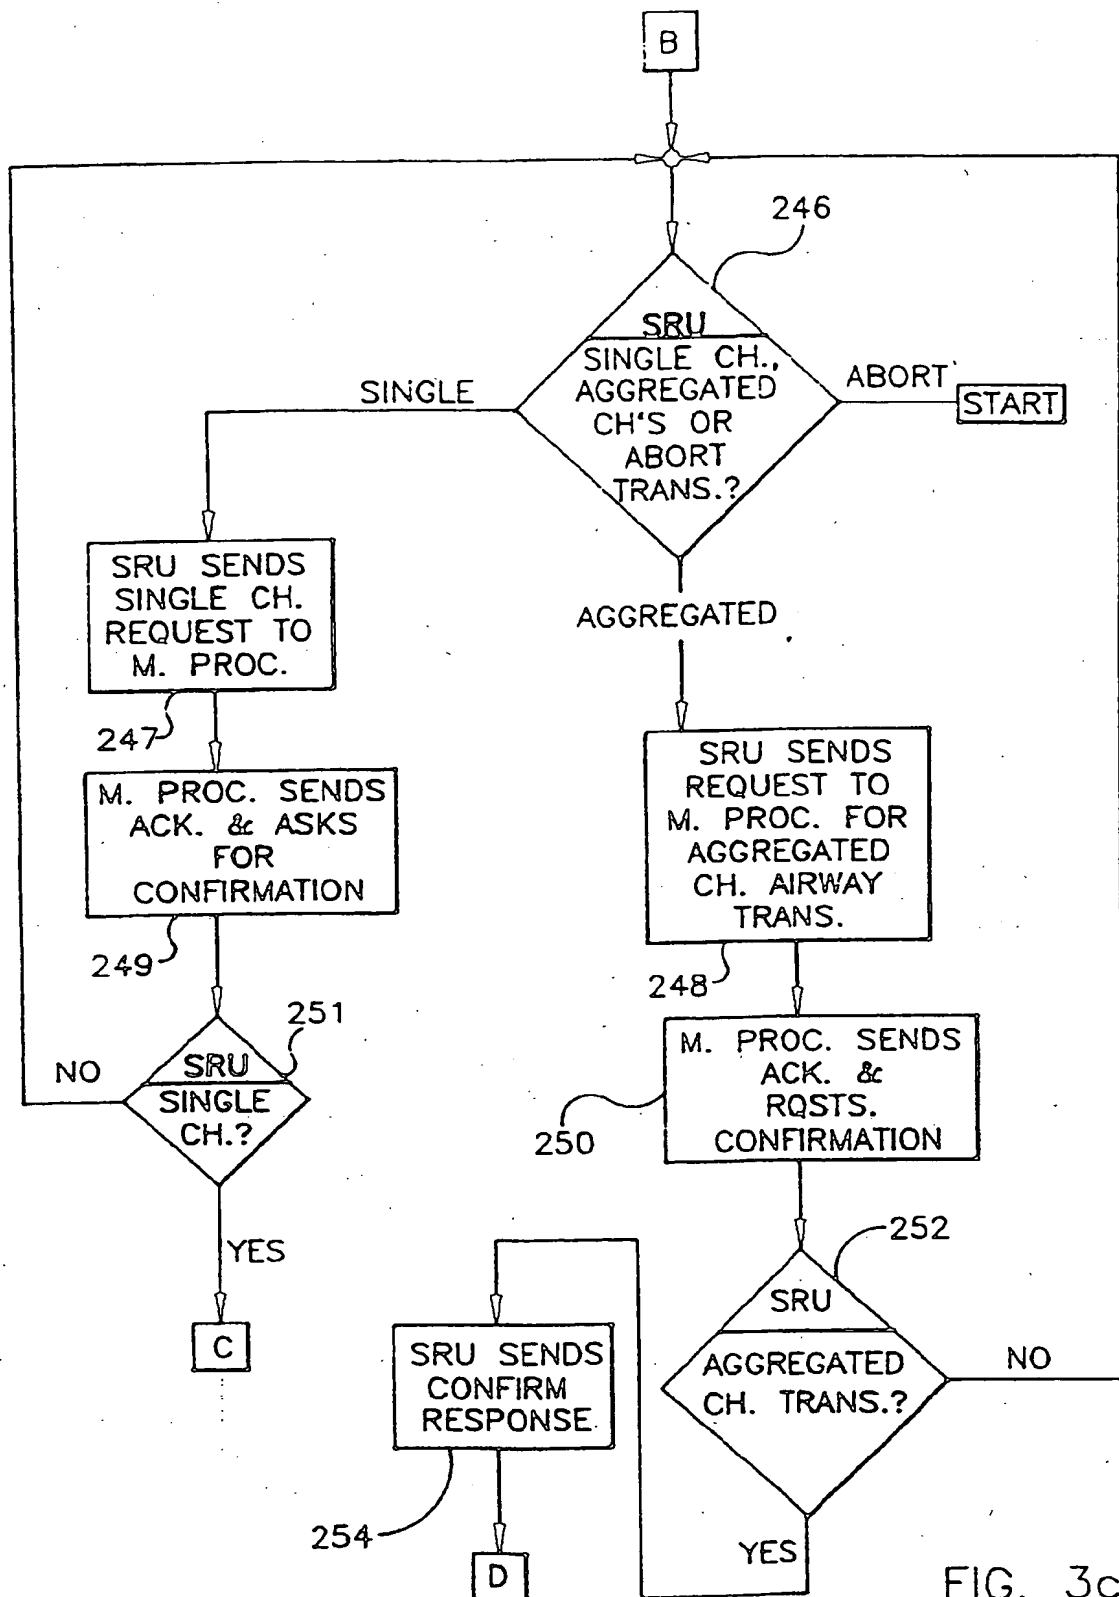 B
246
SRU
SINGLE CH.,
AGGREGATED
CH'S OR
ABORT
TRANS.?
SINGLE
ABORT
START
AGGREGATED
SRU SENDS
SINGLE CH.
REQUEST TO
M. PROC.
247
M. PROC. SENDS
ACK. & ASKS
FOR
CONFIRMATION
249
251
SRU
SINGLE
CH.?
NO
YES
C
SRU SENDS
REQUEST TO
M. PROC. FOR
AGGREGATED
CH. AIRWAY
TRANS.
248
M. PROC. SENDS
ACK. &
RQSTS.
CONFIRMATION
250
252
SRU
AGGREGATED
CH. TRANS.?
NO
YES
SRU SENDS
CONFIRM
RESPONSE
254
D
FIG. 3c